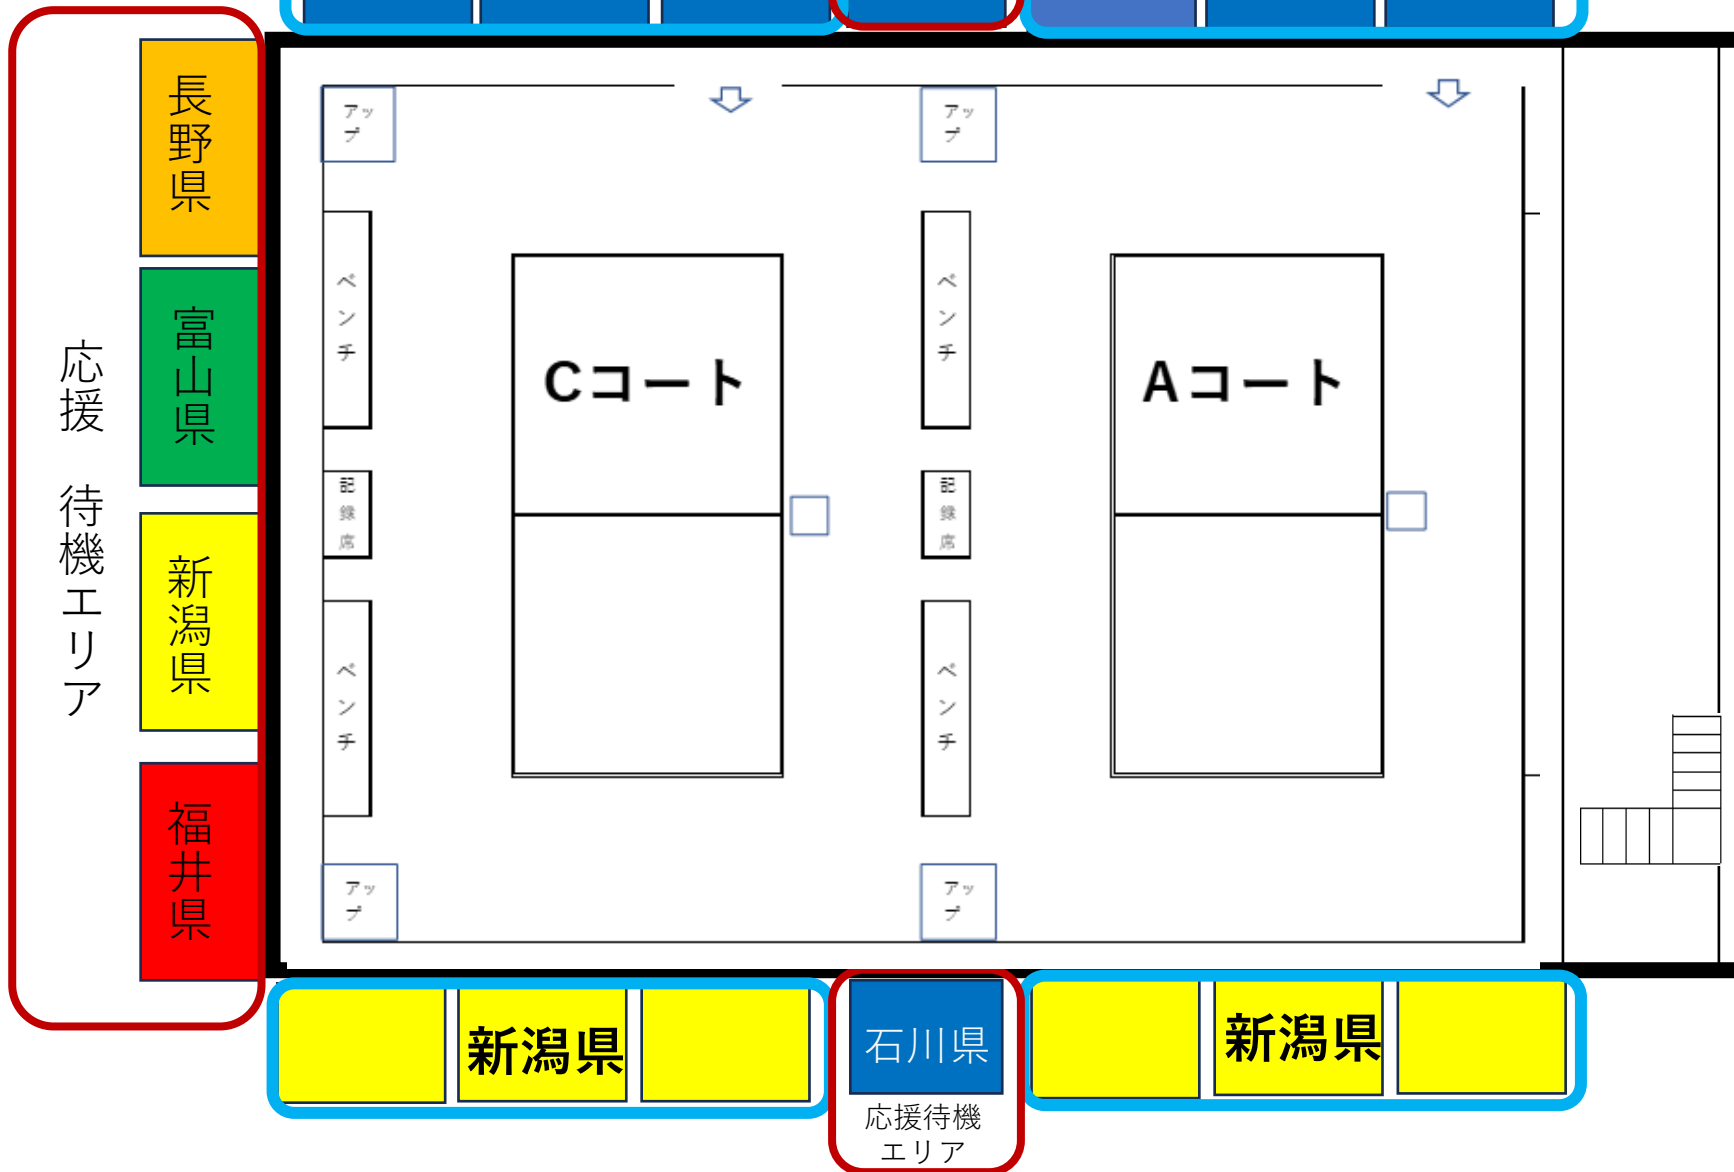 長野県
富山県
新潟県
福井県
応援 待機エリア
アッ
プ
アッ
プ
ベンチ
ベンチ
Cコート
Aコート
記録席
記録席
ベンチ
ベンチ
アッ
プ
アッ
プ
新潟県
石川県
新潟県
応援待機
エリア